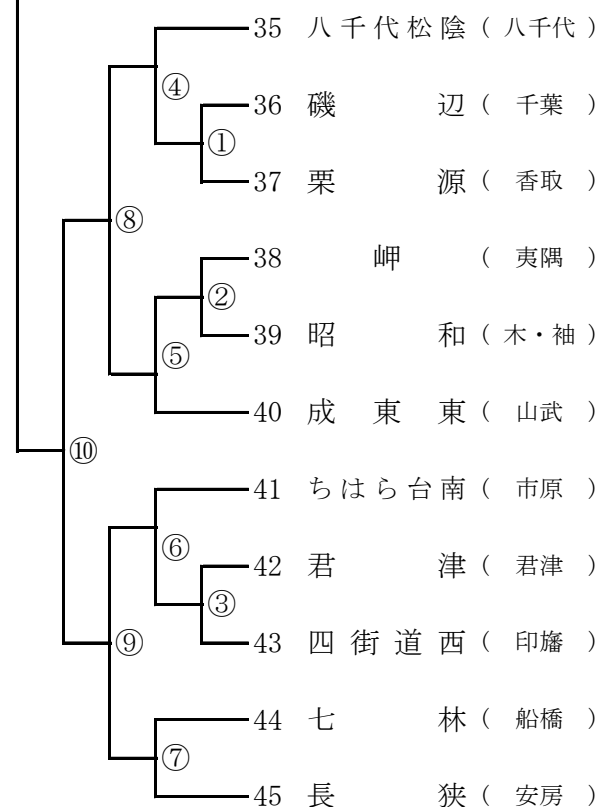 35 八千代松陰 ( 八千代 )
④
36 磯辺 ( 千葉 )
①
37 栗源 ( 香取 )
⑧
38 岬 ( 夷隅 )
②
39 昭和 ( 木・袖 )
⑤
40 成東東 ( 山武 )
⑩
41 ちはら台南 ( 市原 )
⑥
42 君津 ( 君津 )
③
43 四街道西 ( 印旛 )
⑨
44 七林 ( 船橋 )
⑦
45 長狭 ( 安房 )